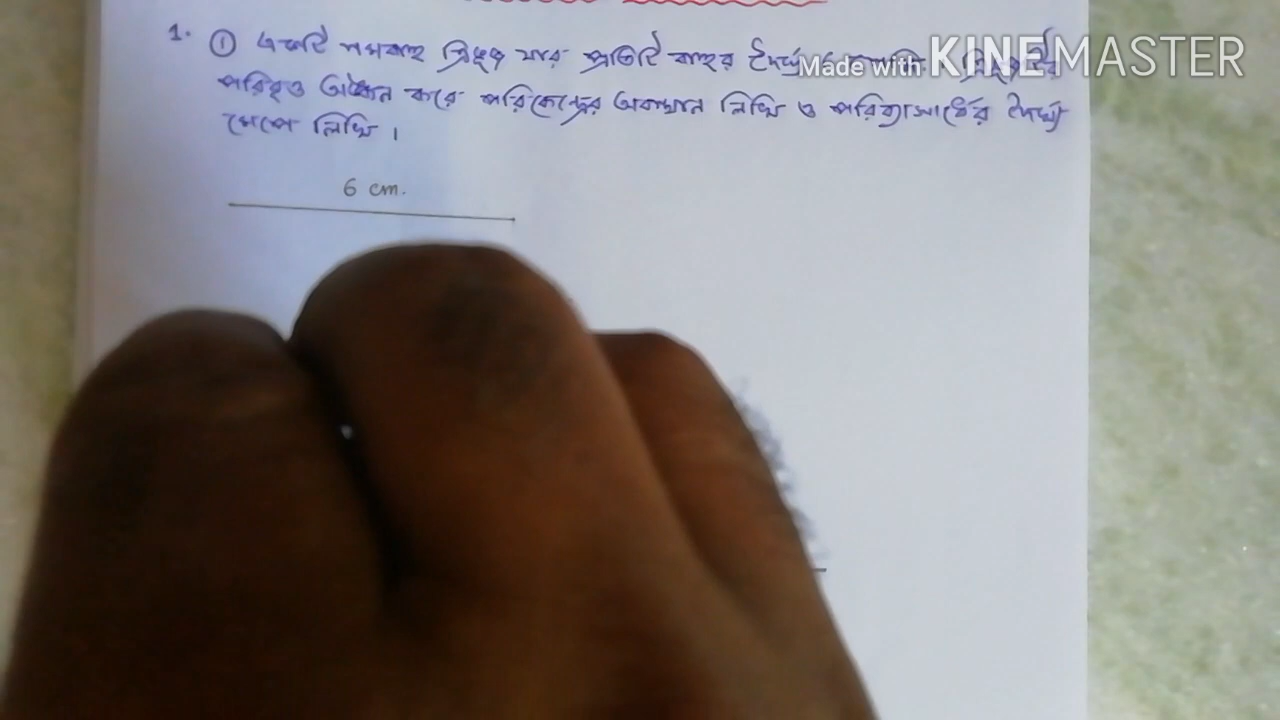 1. ① একটি সমবাহু ত্রিভুজ যার প্রতিটি বাহুর দৈর্ঘ্য
পরিবৃত্ত অঙ্কন করে পরিকেন্দ্রের অবস্থান লিখি ও পরিব্যাসার্ধের দৈর্ঘ্য
মেপে লিখি।
6 cm.
Made with KINEMASTER